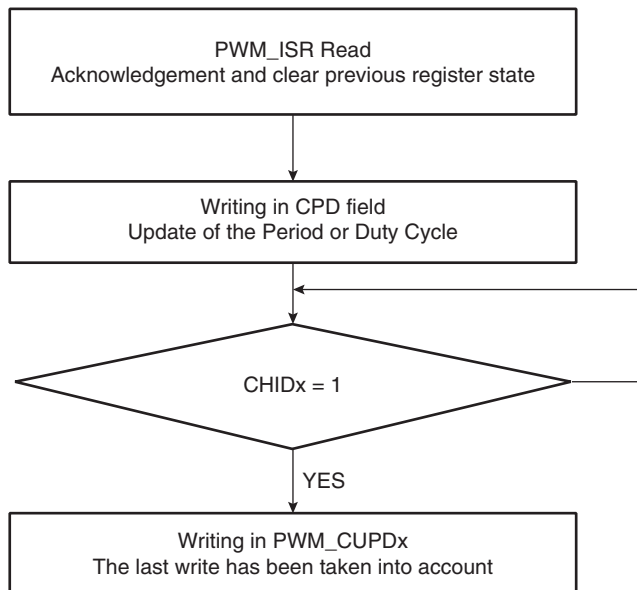 PWM_ISR Read
Acknowledgement and clear previous register state
Writing in CPD field
Update of the Period or Duty Cycle
CHIDx = 1
YES
Writing in PWM_CUPDx
The last write has been taken into account